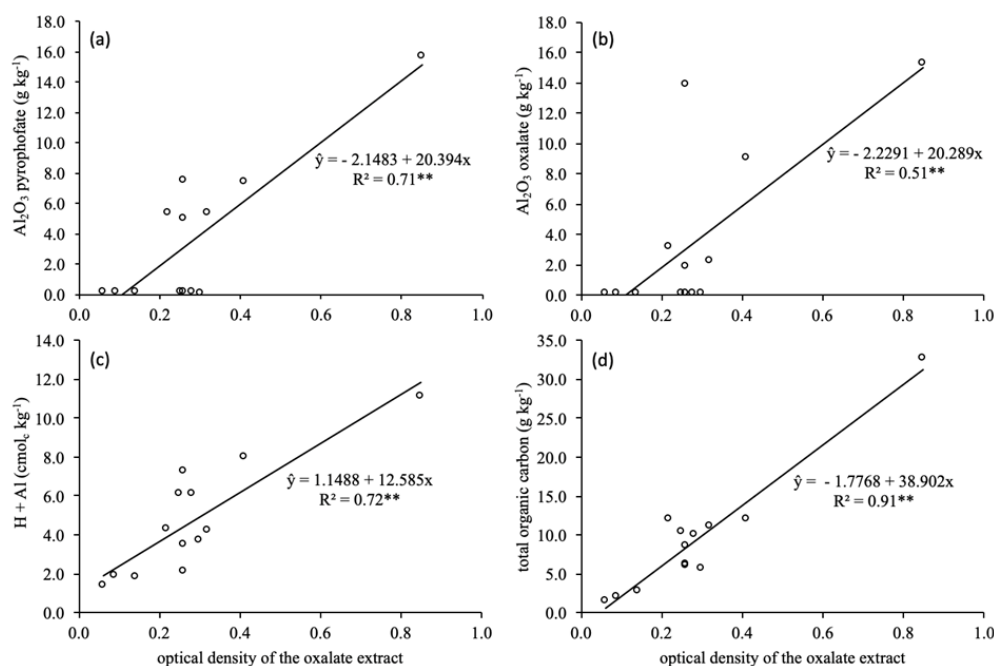 (a)
18.0
16.0
14.0
12.0
10.0
8.0
6.0
4.0
2.0
0.0
Al₂O₃ pyrophofate (g kg⁻¹)
ŷ = - 2.1483 + 20.394x
R² = 0.71**
0.0 0.2 0.4 0.6 0.8 1.0
(b)
18.0
16.0
14.0
12.0
10.0
8.0
6.0
4.0
2.0
0.0
Al₂O₃ oxalate (g kg⁻¹)
ŷ = - 2.2291 + 20.289x
R² = 0.51**
0.0 0.2 0.4 0.6 0.8 1.0
(c)
14.0
12.0
10.0
8.0
6.0
4.0
2.0
0.0
H + Al (cmolc kg⁻¹)
ŷ = 1.1488 + 12.585x
R² = 0.72**
0.0 0.2 0.4 0.6 0.8 1.0
optical density of the oxalate extract
(d)
35.0
30.0
25.0
20.0
15.0
10.0
5.0
0.0
total organic carbon (g kg⁻¹)
ŷ = - 1.7768 + 38.902x
R² = 0.91**
0.0 0.2 0.4 0.6 0.8 1.0
optical density of the oxalate extract